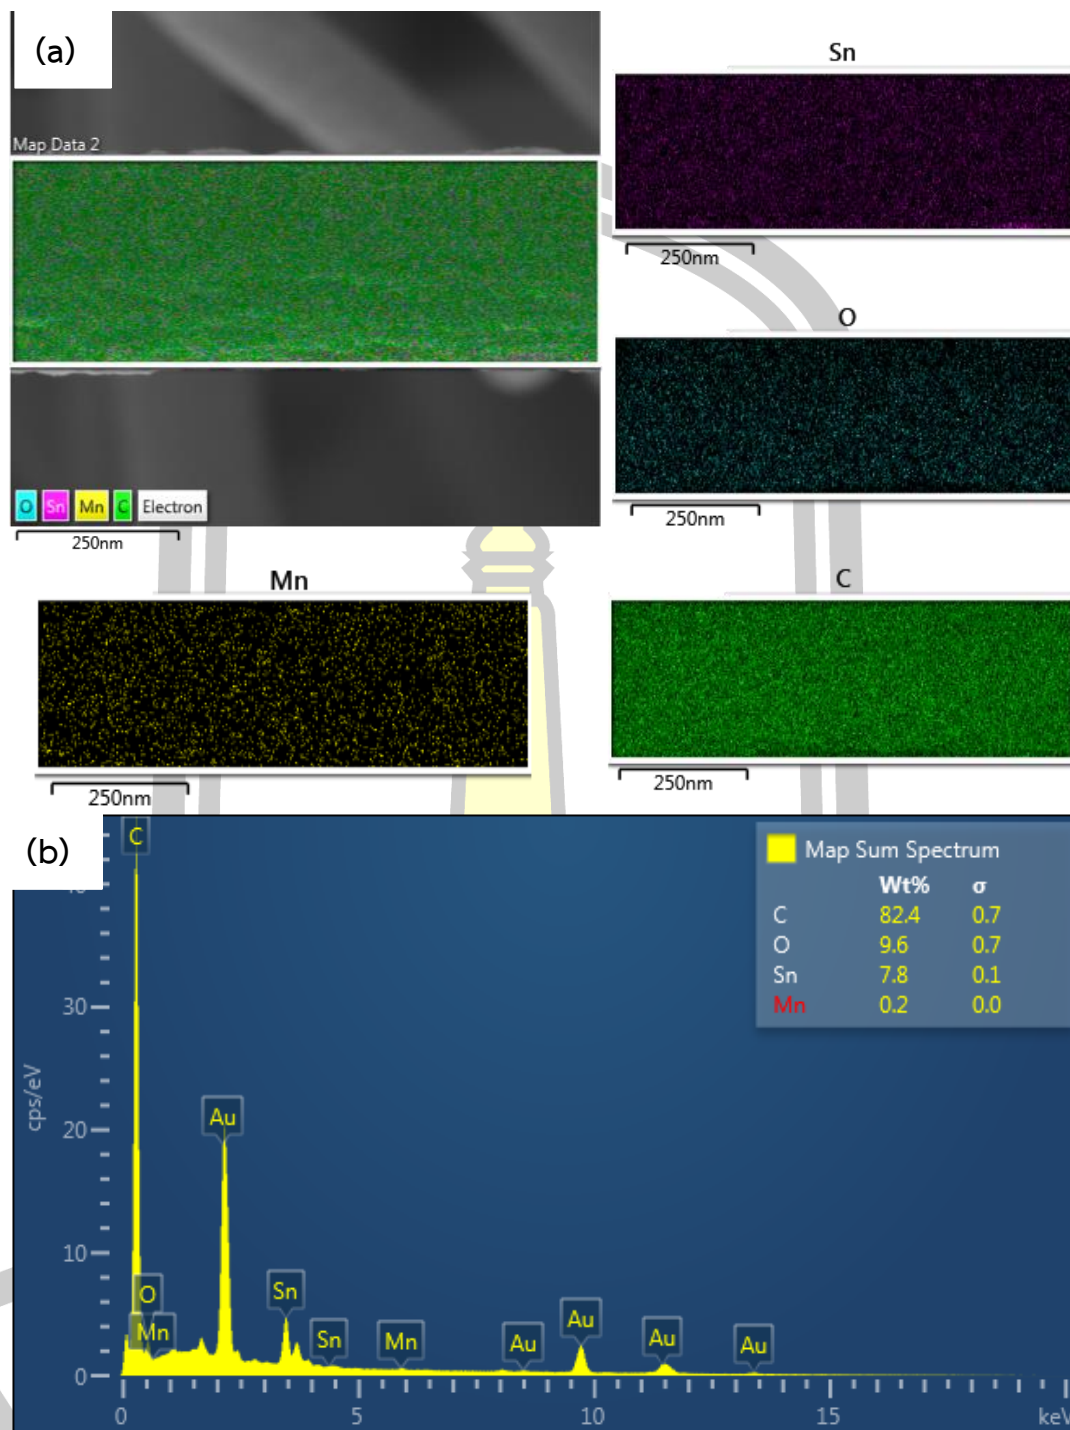 (a)
Map Data 2
O Sn Mn C Electron
250nm
Sn
250nm
O
250nm
Mn
250nm
C
250nm
(b)
C
Au
O
Mn
Sn
Sn
Mn
Au
Au
Au
Au
Map Sum Spectrum
Wt% σ
C 82.4 0.7
O 9.6 0.7
Sn 7.8 0.1
Mn 0.2 0.0
cps/eV
30
20
10
0
0 5 10 15 keV